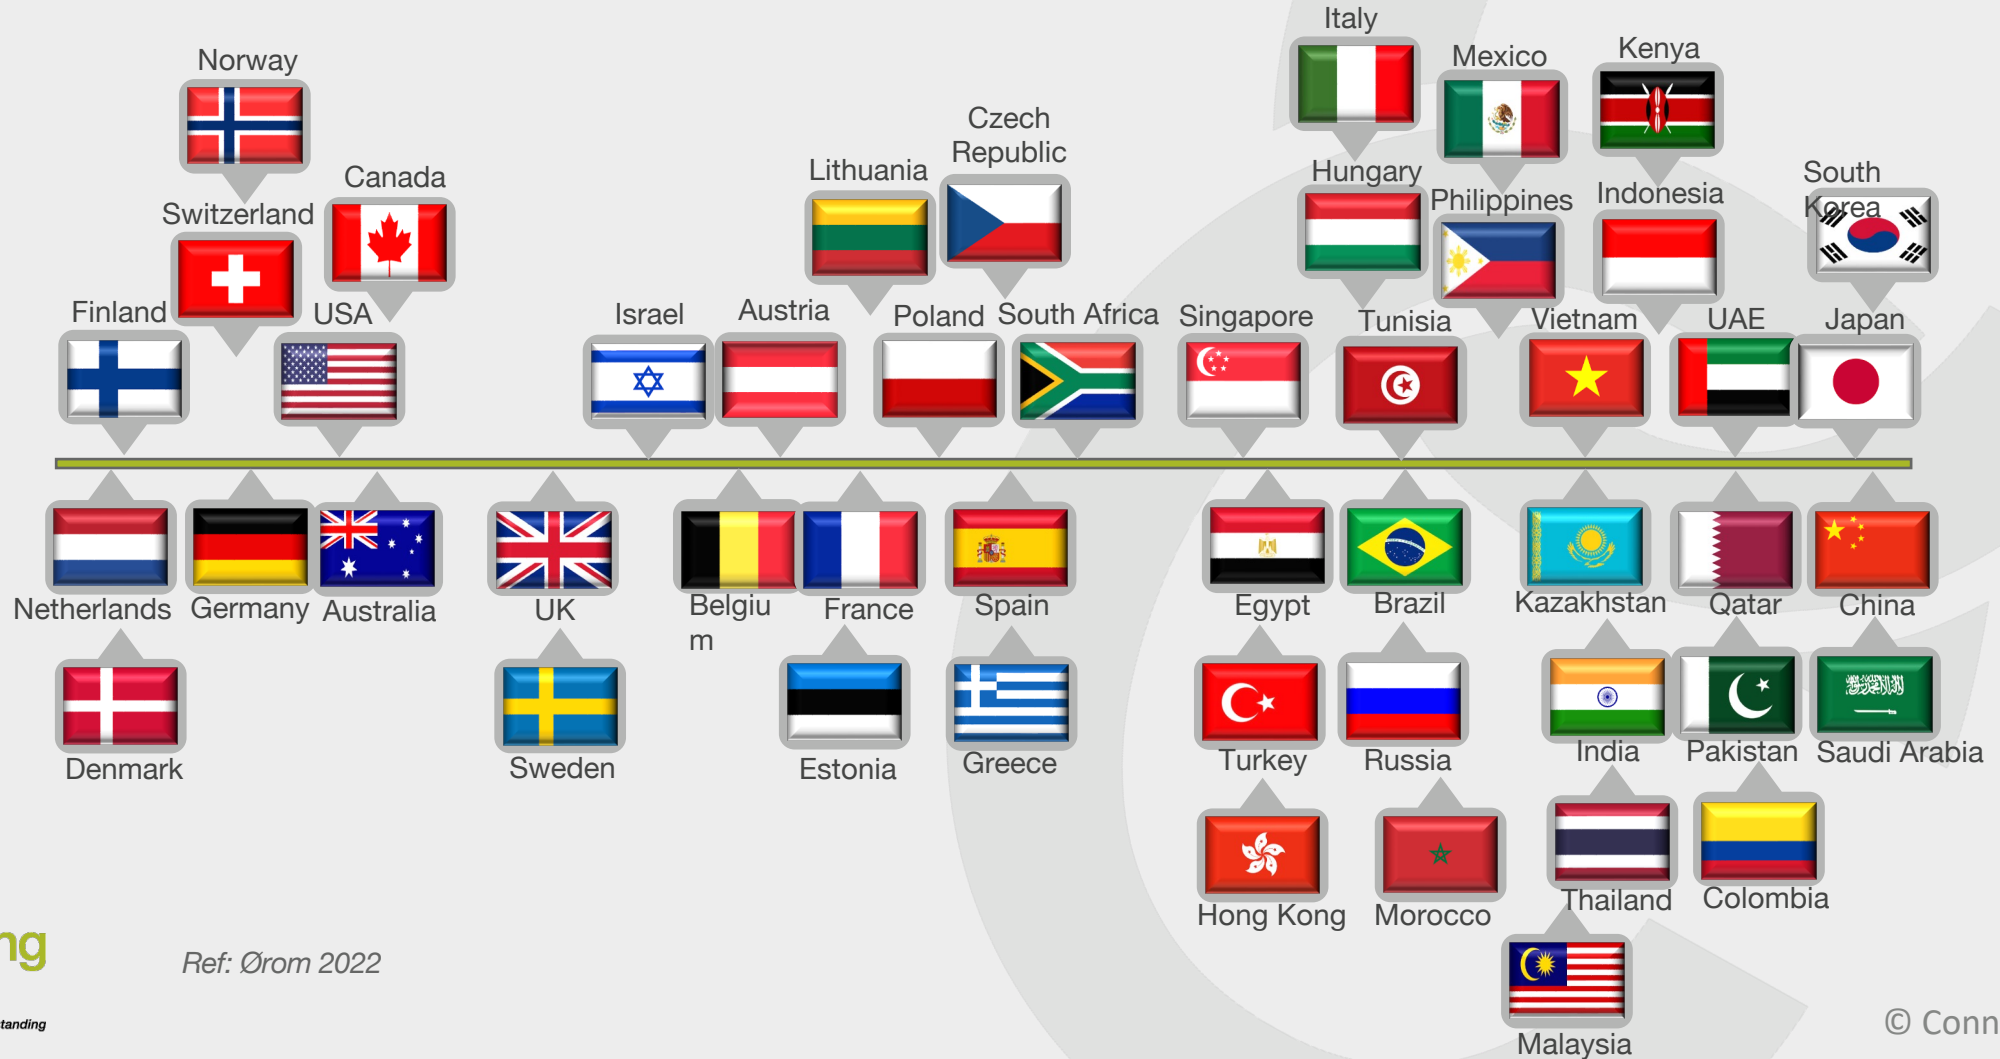 Italy
Norway
Mexico
Kenya
Czech
Republic
Lithuania
Canada
Hungary
South
Korea
Switzerland
Philippines
Indonesia
Finland
USA
Israel
Austria
Poland
South Africa
Singapore
Tunisia
Vietnam
UAE
Japan
Netherlands
Germany
Australia
UK
Belgiu
m
France
Spain
Egypt
Brazil
Kazakhstan
Qatar
China
Denmark
Sweden
Estonia
Greece
Turkey
Russia
India
Pakistan
Saudi Arabia
Hong Kong
Morocco
Thailand
Colombia
Malaysia
ng
Ref: Ørom 2022
standing
© Conn